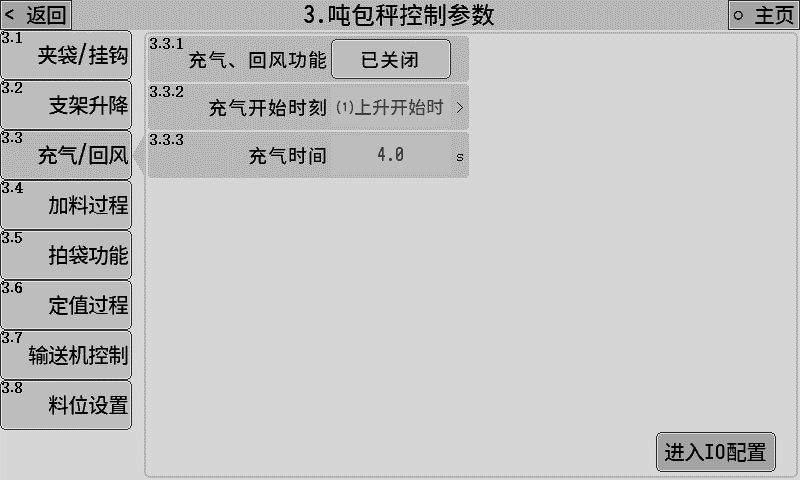 < 返回
3.吨包秤控制参数
○ 主页
3.1 夹袋/挂钩
3.2 支架升降
3.3 充气/回风
3.4 加料过程
3.5 拍袋功能
3.6 定值过程
3.7 输送机控制
3.8 料位设置
3.3.1 充气、回风功能 已关闭
3.3.2 充气开始时刻 (1)上升开始时 >
3.3.3 充气时间 4.0 s
进入IO配置